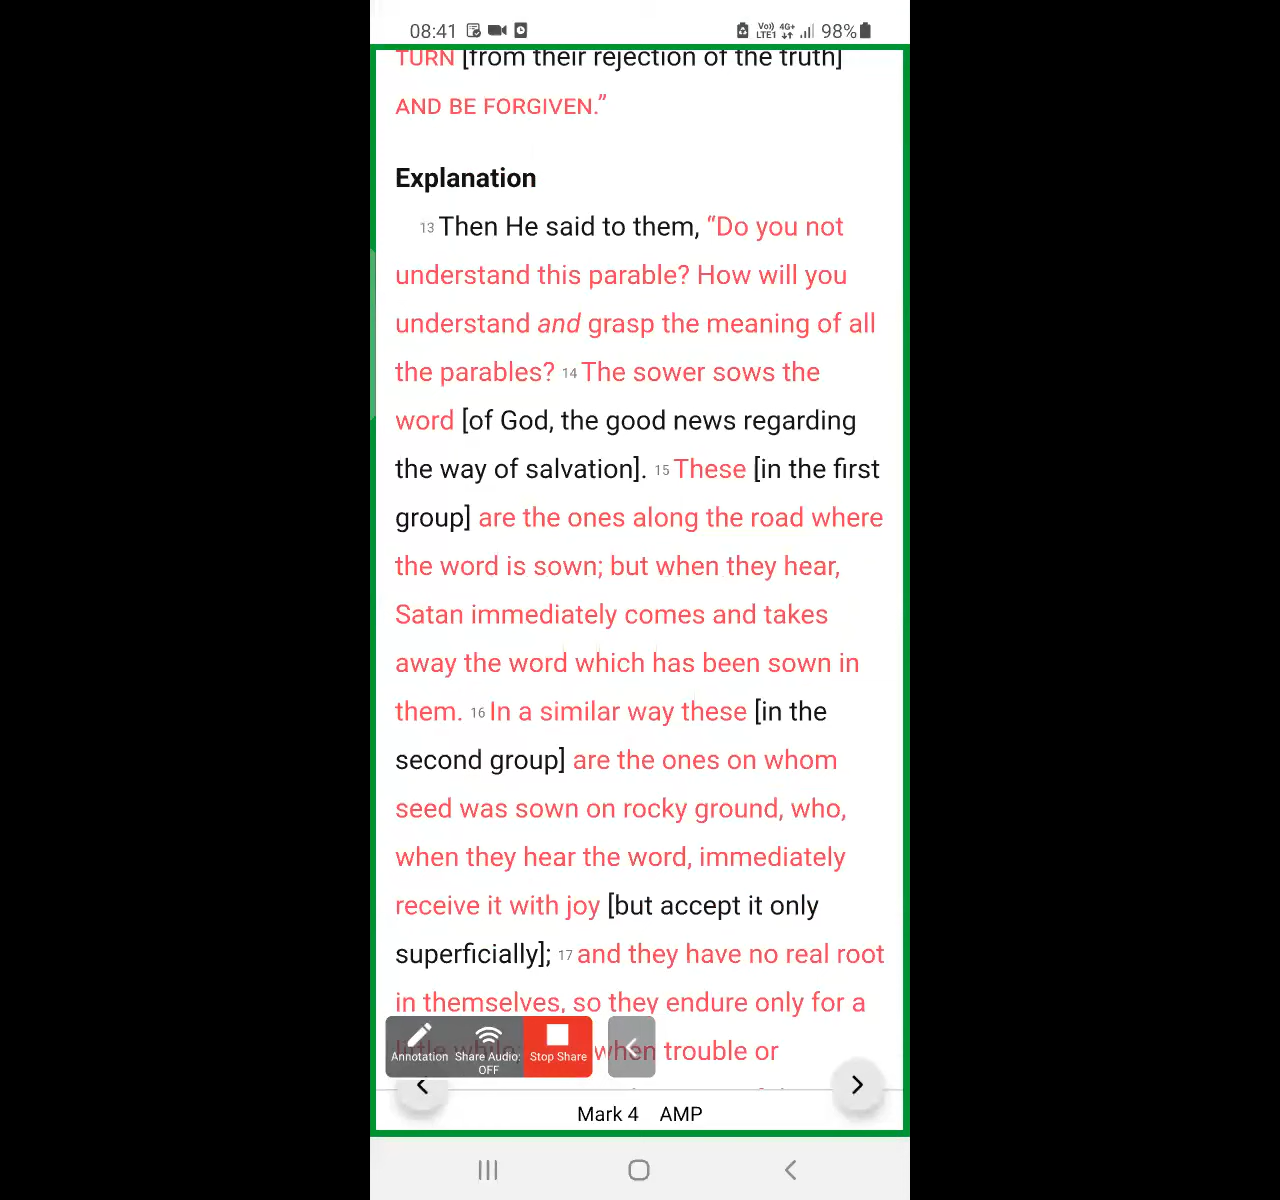 08:41 Vo)) LTE1 4G+ 98%
TURN [from their rejection of the truth]
AND BE FORGIVEN.”
Explanation
13 Then He said to them, “Do you not
understand this parable? How will you
understand and grasp the meaning of all
the parables? 14 The sower sows the
word [of God, the good news regarding
the way of salvation]. 15 These [in the first
group] are the ones along the road where
the word is sown; but when they hear,
Satan immediately comes and takes
away the word which has been sown in
them. 16 In a similar way these [in the
second group] are the ones on whom
seed was sown on rocky ground, who,
when they hear the word, immediately
receive it with joy [but accept it only
superficially]; 17 and they have no real root
in themselves, so they endure only for a
little while; when trouble or
Annotation Share Audio: OFF Stop Share
Mark 4 AMP